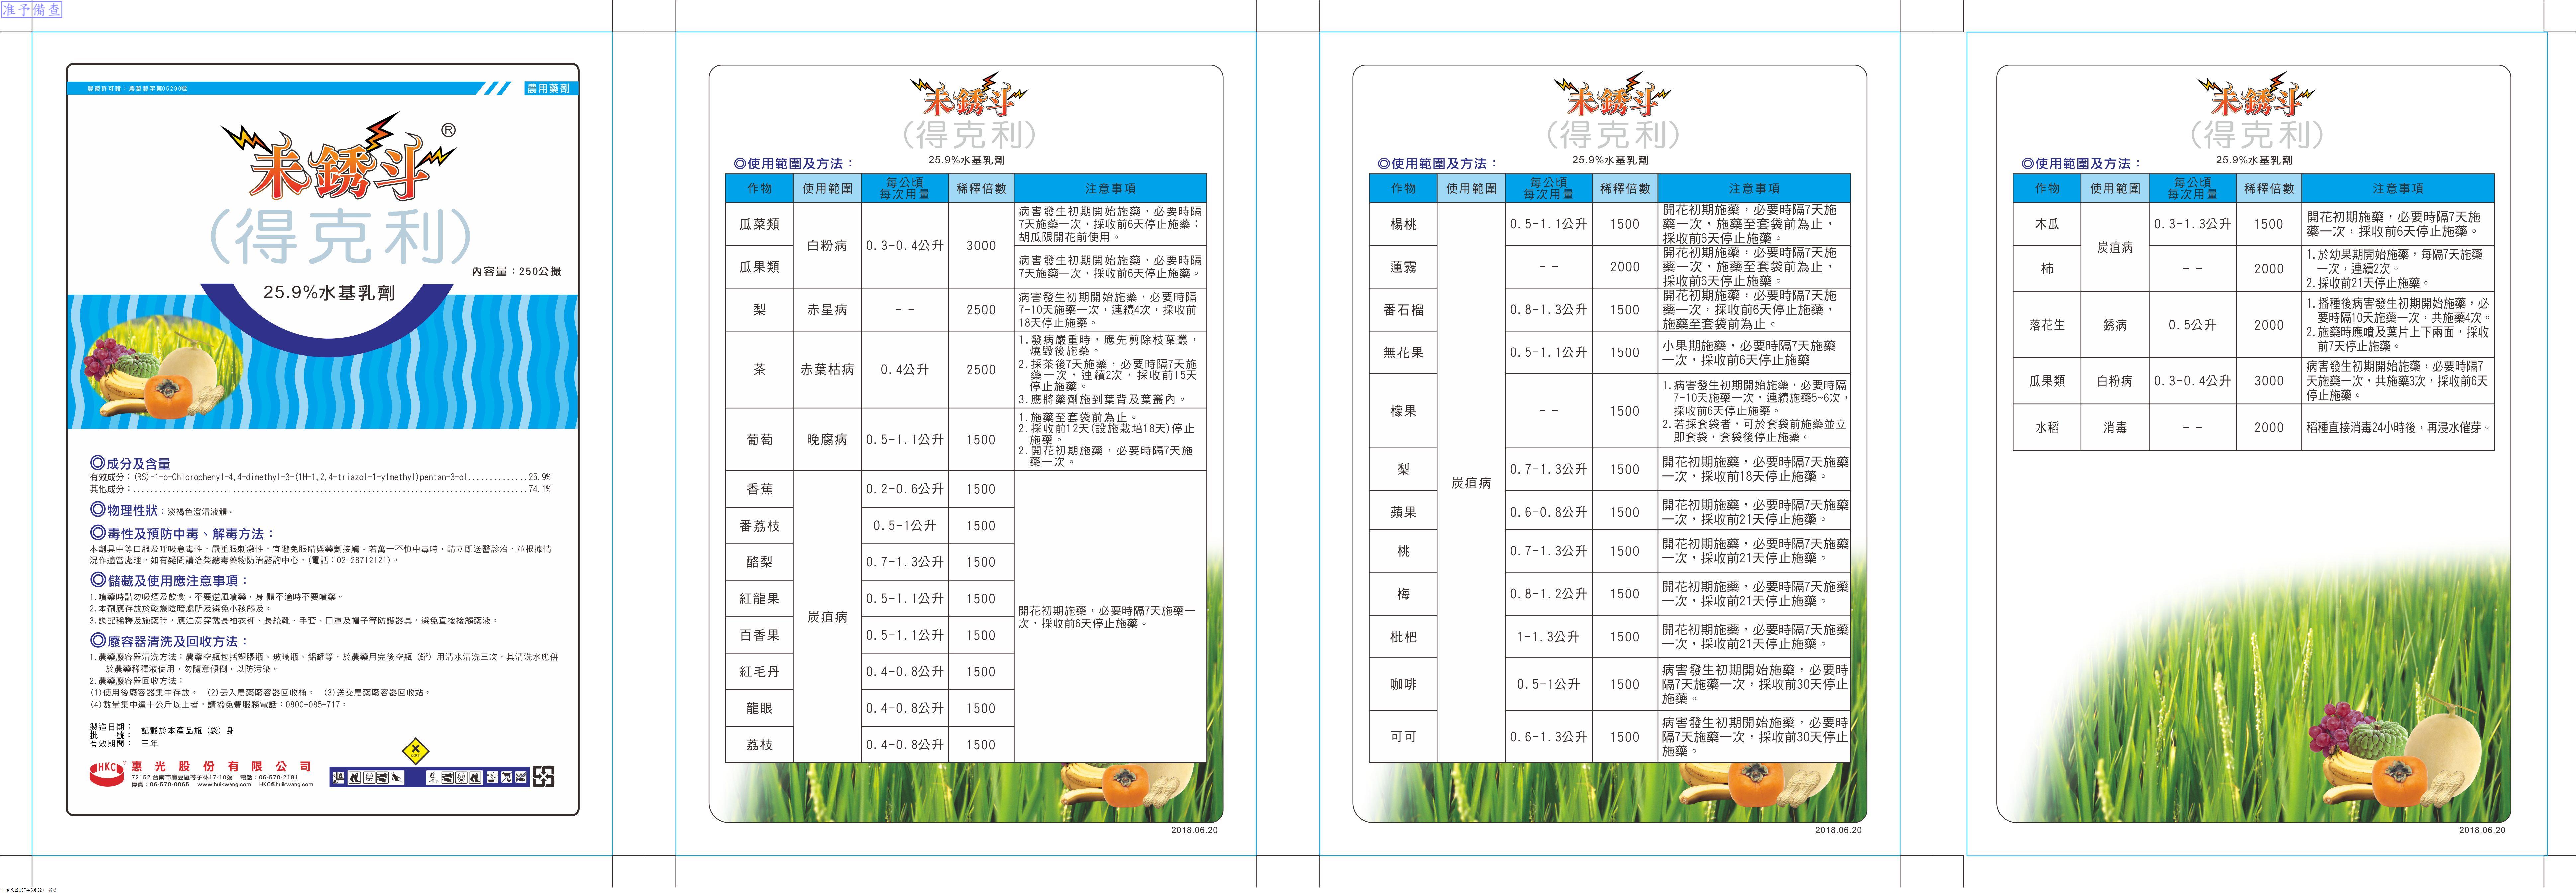 准予備查
農藥許可證：農藥製字第05290號
農用藥劑
未銹斗®
(得克利)
內容量：250公撮
25.9%水基乳劑
◎成分及含量
有效成分：(RS)-1-p-Chlorophenyl-4,4-dimethyl-3-(1H-1,2,4-triazol-1-ylmethyl)pentan-3-ol.............25.9%
其他成分：......................................................................................74.1%
◎物理性狀：淡褐色澄清液體。
◎毒性及預防中毒、解毒方法：
本劑具中等口服及呼吸急毒性，嚴重眼刺激性，宜避免眼睛與藥劑接觸。若萬一不慎中毒時，請立即送醫診治，並根據情
況作適當處理。如有疑問請洽榮總毒藥物防治諮詢中心，(電話：02-28712121)。
◎儲藏及使用應注意事項：
1.噴藥時請勿吸煙及飲食。不要逆風噴藥，身 體不適時不要噴藥。
2.本劑應存放於乾燥陰暗處所及避免小孩觸及。
3.調配稀釋及施藥時，應注意穿戴長袖衣褲、長統靴、手套、口罩及帽子等防護器具，避免直接接觸藥液。
◎廢容器清洗及回收方法：
1.農藥廢容器清洗方法：農藥空瓶包括塑膠瓶、玻璃瓶、鋁罐等，於農藥用完後空瓶（罐）用清水清洗三次，其清洗水應併
於農藥稀釋液使用，勿隨意傾倒，以防污染。
2.農藥廢容器回收方法：
(1)使用後廢容器集中存放。 (2)丟入農藥廢容器回收桶。 (3)送交農藥廢容器回收站。
(4)數量集中達十公斤以上者，請撥免費服務電話：0800-085-717。
製造日期：
批　　號：
記載於本產品瓶（袋）身
有效期間： 三年
HKC® 惠光股份有限公司
72152 台南市麻豆區苓子林17-10號 電話：06-570-2181
傳真：06-570-0065 www.huikwang.com HKC@huikwang.com
未銹斗
(得克利)
25.9%水基乳劑
◎使用範圍及方法：
作物 使用範圍 每公頃每次用量 稀釋倍數 注意事項
瓜菜類 白粉病 0.3-0.4公升 3000
病害發生初期開始施藥，必要時隔
7天施藥一次，採收前6天停止施藥；
胡瓜限開花前使用。
瓜果類
病害發生初期開始施藥，必要時隔
7天施藥一次，採收前6天停止施藥。
梨 赤星病 -- 2500
病害發生初期開始施藥，必要時隔
7-10天施藥一次，連續4次，採收前
18天停止施藥。
茶 赤葉枯病 0.4公升 2500
1.發病嚴重時，應先剪除枝葉叢，
燒毀後施藥。
2.採茶後7天施藥，必要時隔7天施
藥一次，連續2次，採收前15天
停止施藥。
3.應將藥劑施到葉背及葉叢內。
葡萄 晚腐病 0.5-1.1公升 1500
1.施藥至套袋前為止。
2.採收前12天(設施栽培18天)停止
施藥。
2.開花初期施藥，必要時隔7天施
藥一次。
香蕉 0.2-0.6公升 1500
番荔枝 0.5-1公升 1500
酪梨 0.7-1.3公升 1500
紅龍果 0.5-1.1公升 1500
炭疽病
開花初期施藥，必要時隔7天施藥一
次，採收前6天停止施藥。
百香果 0.5-1.1公升 1500
紅毛丹 0.4-0.8公升 1500
龍眼 0.4-0.8公升 1500
荔枝 0.4-0.8公升 1500
2018.06.20
未銹斗
(得克利)
25.9%水基乳劑
◎使用範圍及方法：
作物 使用範圍 每公頃每次用量 稀釋倍數 注意事項
楊桃 0.5-1.1公升 1500
開花初期施藥，必要時隔7天施
藥一次，施藥至套袋前為止，
採收前6天停止施藥。
蓮霧 -- 2000
開花初期施藥，必要時隔7天施
藥一次，施藥至套袋前為止，
採收前6天停止施藥。
番石榴 0.8-1.3公升 1500
開花初期施藥，必要時隔7天施
藥一次，採收前6天停止施藥，
施藥至套袋前為止。
無花果 0.5-1.1公升 1500
小果期施藥，必要時隔7天施藥
一次，採收前6天停止施藥
檬果 -- 1500
1.病害發生初期開始施藥，必要時隔
7-10天施藥一次，連續施藥5~6次，
採收前6天停止施藥。
2.若採套袋者，可於套袋前施藥並立
即套袋，套袋後停止施藥。
梨 0.7-1.3公升 1500
開花初期施藥，必要時隔7天施藥
一次，採收前18天停止施藥。
炭疽病
蘋果 0.6-0.8公升 1500
開花初期施藥，必要時隔7天施藥
一次，採收前21天停止施藥。
桃 0.7-1.3公升 1500
開花初期施藥，必要時隔7天施藥
一次，採收前21天停止施藥。
梅 0.8-1.2公升 1500
開花初期施藥，必要時隔7天施藥
一次，採收前21天停止施藥。
枇杷 1-1.3公升 1500
開花初期施藥，必要時隔7天施藥
一次，採收前21天停止施藥。
咖啡 0.5-1公升 1500
病害發生初期開始施藥，必要時
隔7天施藥一次，採收前30天停止
施藥。
可可 0.6-1.3公升 1500
病害發生初期開始施藥，必要時
隔7天施藥一次，採收前30天停止
施藥。
2018.06.20
未銹斗
(得克利)
25.9%水基乳劑
◎使用範圍及方法：
作物 使用範圍 每公頃每次用量 稀釋倍數 注意事項
木瓜 炭疽病 0.3-1.3公升 1500
開花初期施藥，必要時隔7天施
藥一次，採收前6天停止施藥。
柿 -- 2000
1.於幼果期開始施藥，每隔7天施藥
一次，連續2次。
2.採收前21天停止施藥。
落花生 銹病 0.5公升 2000
1.播種後病害發生初期開始施藥，必
要時隔10天施藥一次，共施藥4次。
2.施藥時應噴及葉片上下兩面，採收
前7天停止施藥。
瓜果類 白粉病 0.3-0.4公升 3000
病害發生初期開始施藥，必要時隔7
天施藥一次，共施藥3次，採收前6天
停止施藥。
水稻 消毒 -- 2000 稻種直接消毒24小時後，再浸水催芽。
2018.06.20